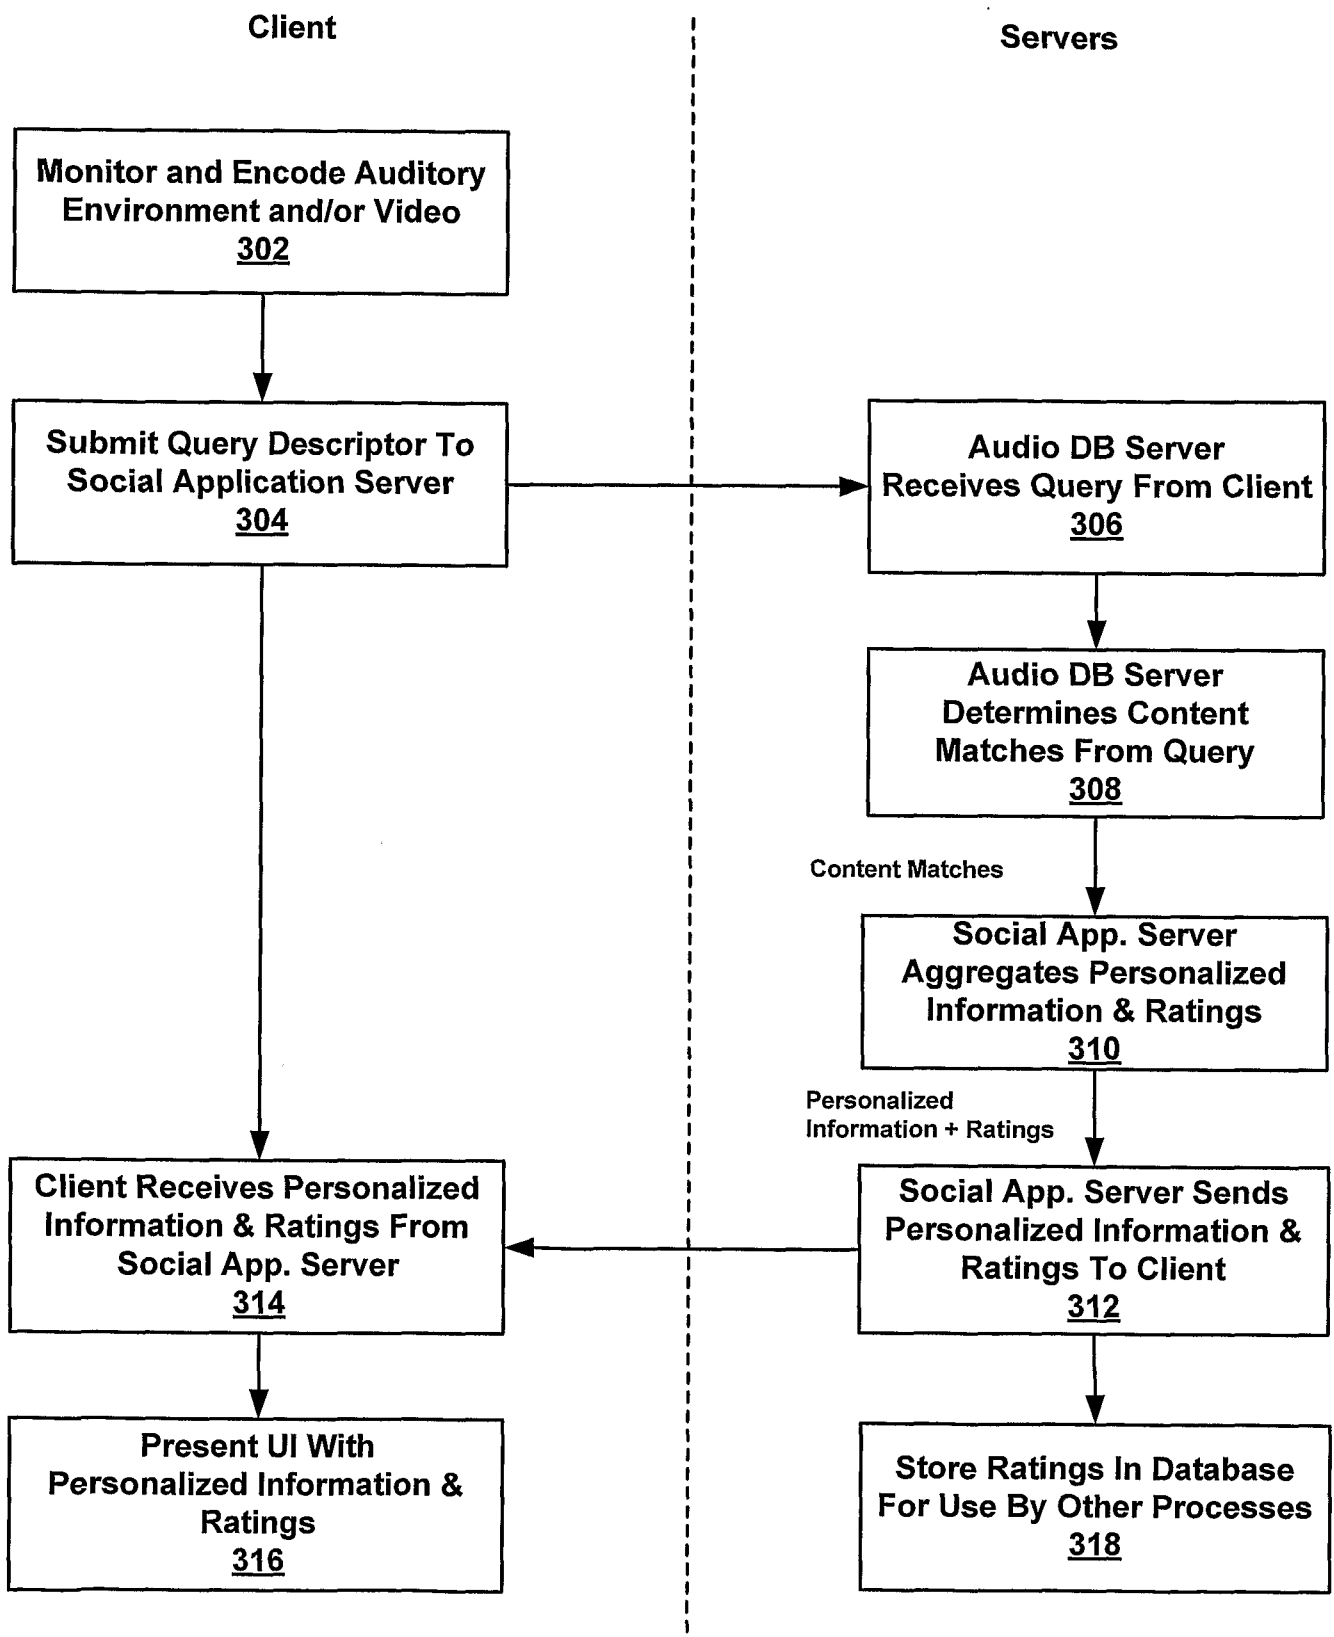 Client
Servers
Monitor and Encode Auditory
Environment and/or Video
302
Submit Query Descriptor To
Social Application Server
304
Audio DB Server
Receives Query From Client
306
Audio DB Server
Determines Content
Matches From Query
308
Content Matches
Social App. Server
Aggregates Personalized
Information & Ratings
310
Personalized
Information + Ratings
Client Receives Personalized
Information & Ratings From
Social App. Server
314
Social App. Server Sends
Personalized Information &
Ratings To Client
312
Present UI With
Personalized Information &
Ratings
316
Store Ratings In Database
For Use By Other Processes
318